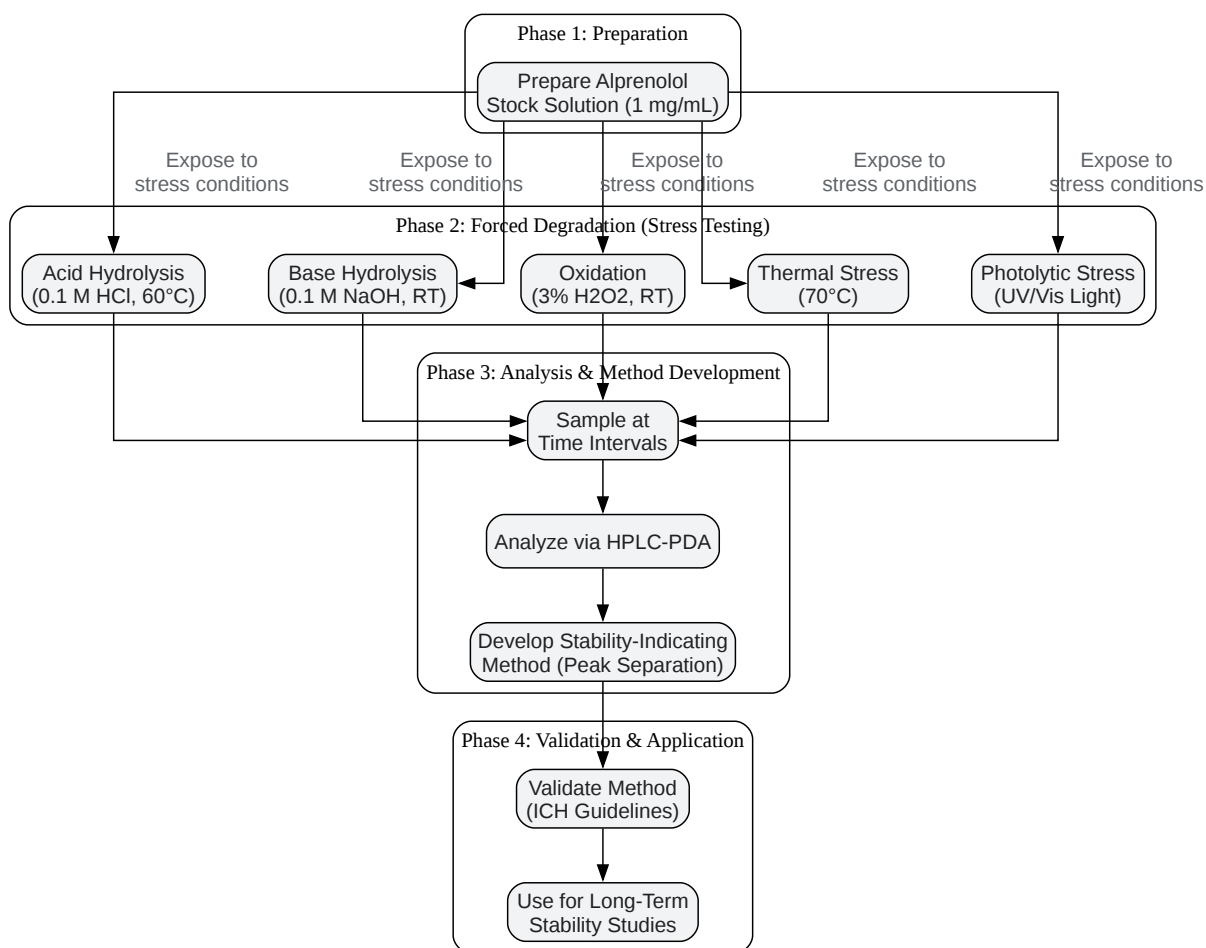 Phase 1: Preparation
Prepare Alprenolol
Stock Solution (1 mg/mL)
Expose to
stress conditions
Expose to
stress conditions
Expose to
stress conditions
Expose to
stress conditions
Expose to
stress conditions
Phase 2: Forced Degradation (Stress Testing)
Acid Hydrolysis
(0.1 M HCl, 60°C)
Base Hydrolysis
(0.1 M NaOH, RT)
Oxidation
(3% H2O2, RT)
Thermal Stress
(70°C)
Photolytic Stress
(UV/Vis Light)
Phase 3: Analysis & Method Development
Sample at
Time Intervals
Analyze via HPLC-PDA
Develop Stability-Indicating
Method (Peak Separation)
Phase 4: Validation & Application
Validate Method
(ICH Guidelines)
Use for Long-Term
Stability Studies